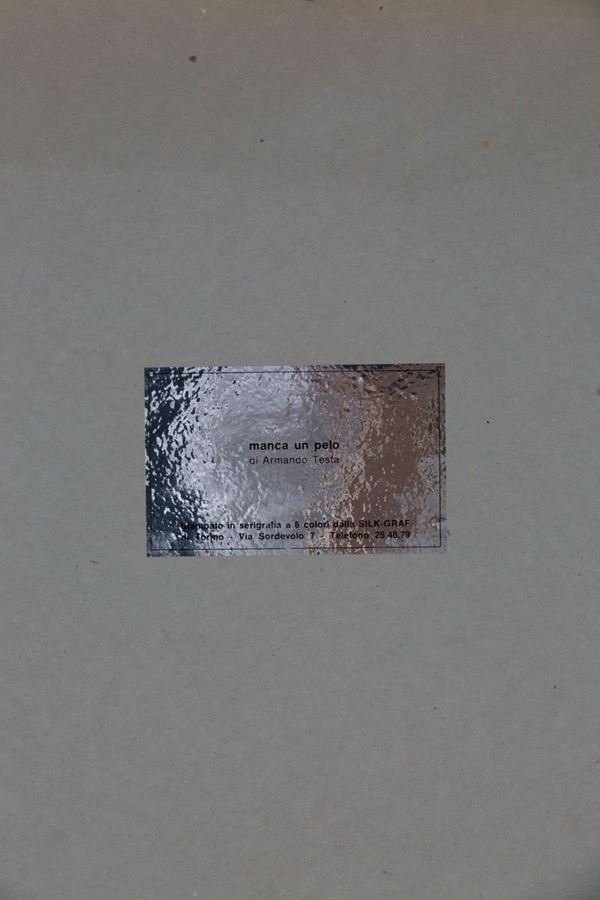 manca un pelo
di Armando Testa
Stampato in serigrafia a 6 colori dalla SILK-GRAF
di Torino - Via Sordevolo 7 - Telefono 28.48.79